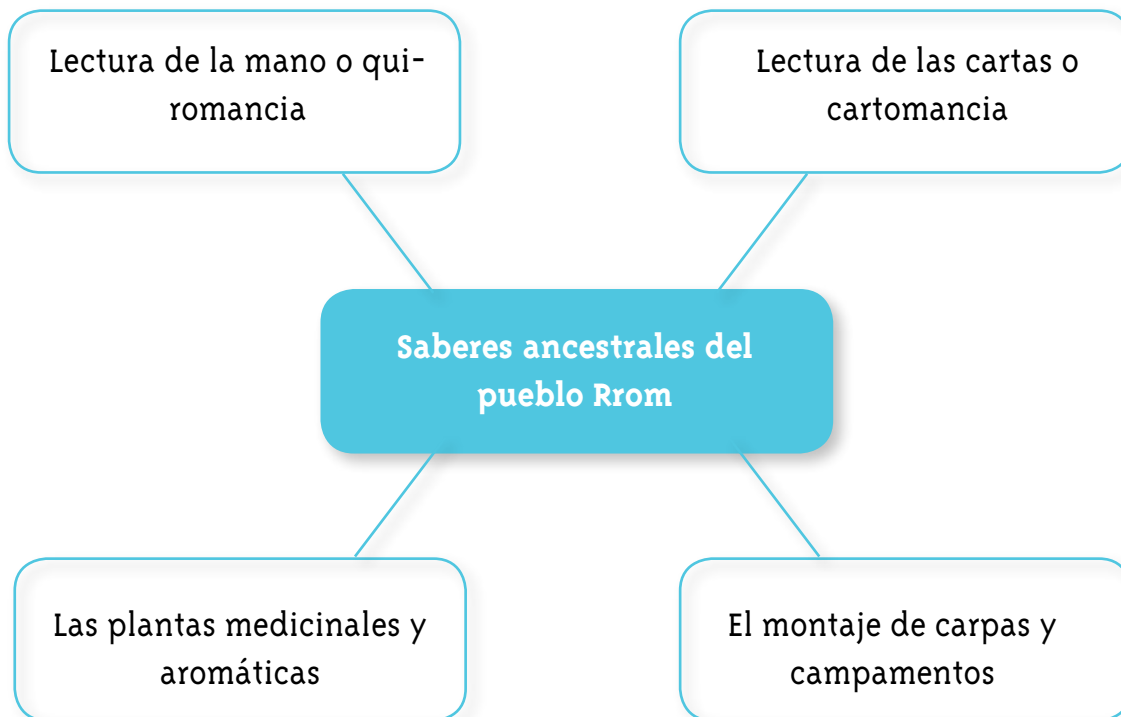 Lectura de la mano o qui-
romancia
Lectura de las cartas o
cartomancia
Saberes ancestrales del
pueblo Rrom
Las plantas medicinales y
aromáticas
El montaje de carpas y
campamentos